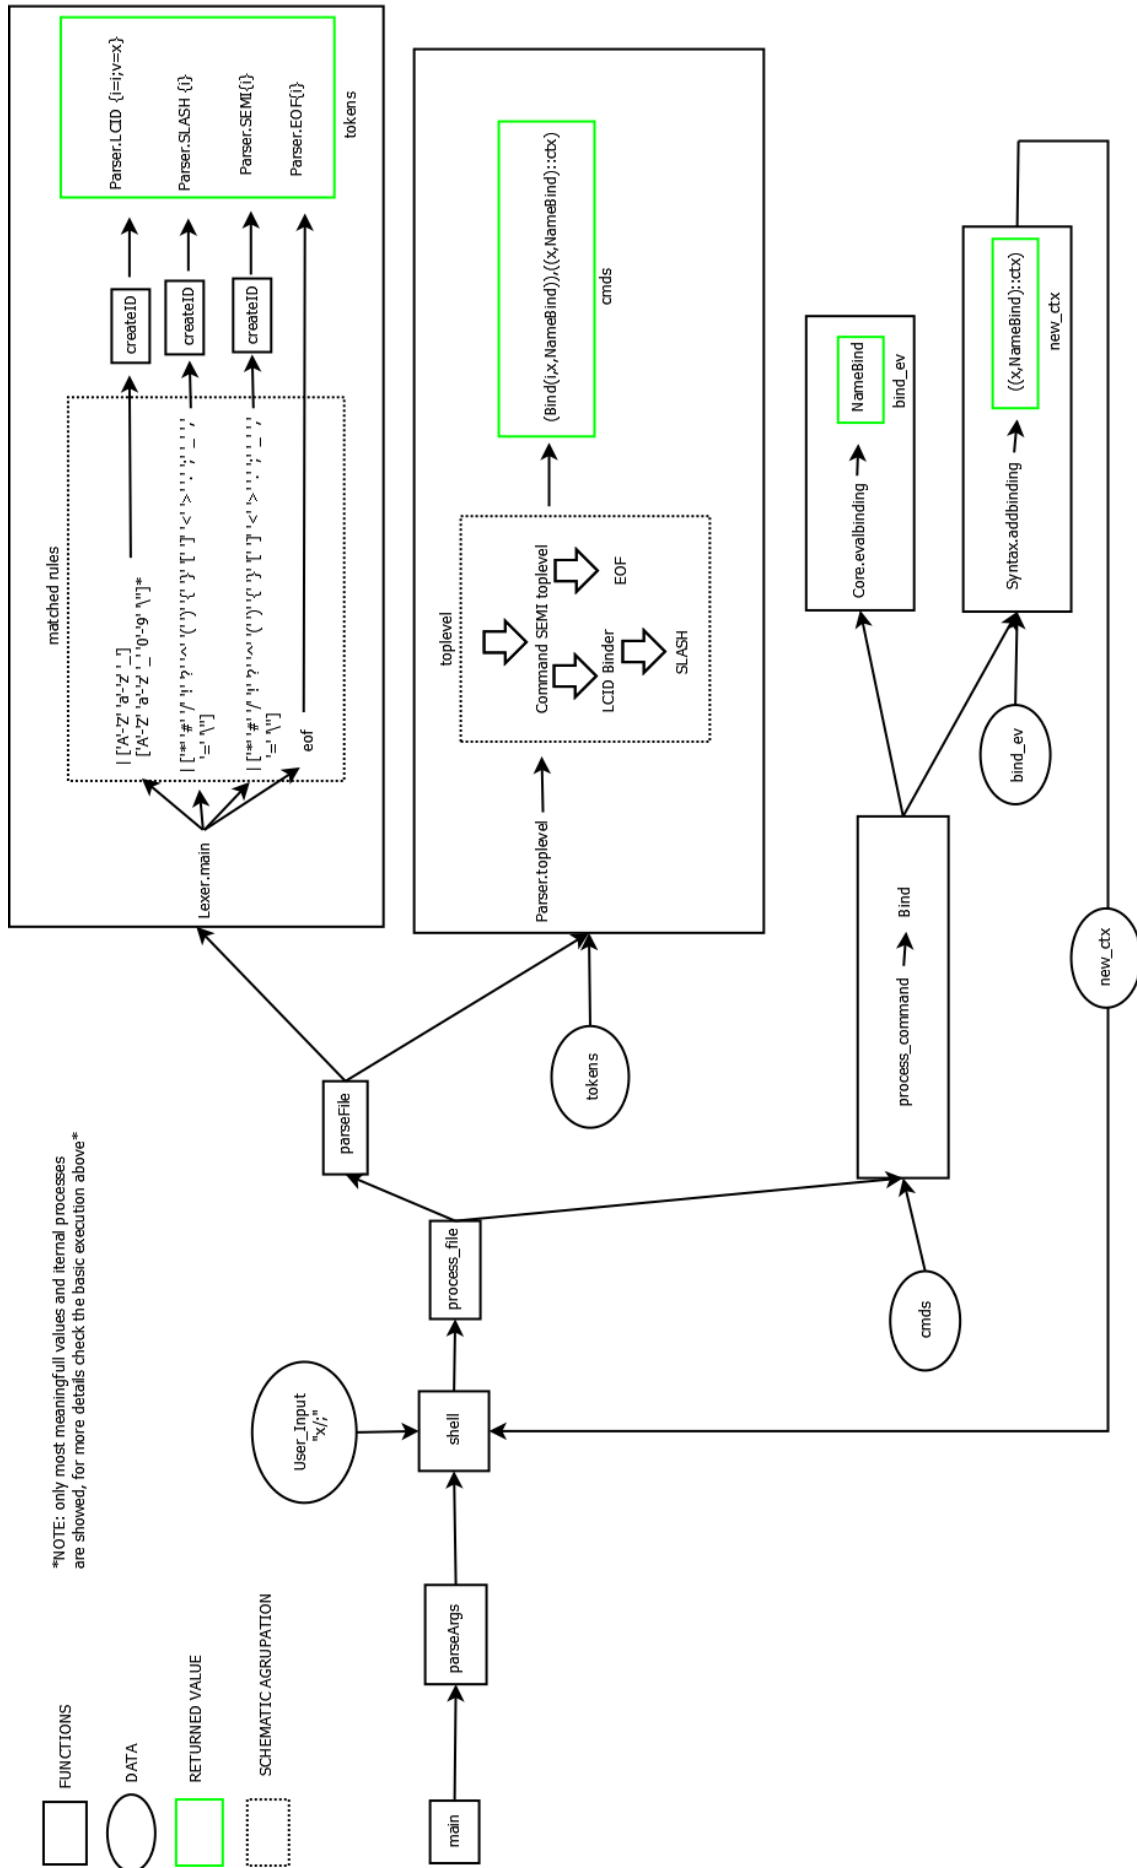 FUNCTIONS
DATA
RETURNED VALUE
SCHEMATIC AGRUPATION
*NOTE: only most meaningfull values and iternal processes
are showed, for more details check the basic execution above*
main
parseArgs
User_Input
"x/;"
shell
process_file
parseFile
Lexer.main
matched rules
| ['A'-'Z' 'a'-'z' '_']
['A'-'Z' 'a'-'z' '_' '0'-'9' '\'']*
'=' '\'']
'=' '\'']
eof
createID
createID
createID
Parser.LCID {i=i;v=x}
Parser.SLASH {i}
Parser.SEMI{i}
Parser.EOF{i}
tokens
tokens
Parser.toplevel
toplevel
Command SEMI toplevel
LCID Binder
EOF
SLASH
(Bind(i,x,NameBind)),((x,NameBind)::ctx)
cmds
cmds
process_command
Bind
Core.evalbinding
NameBind
bind_ev
bind_ev
Syntax.addbinding
((x,NameBind)::ctx)
new_ctx
new_ctx